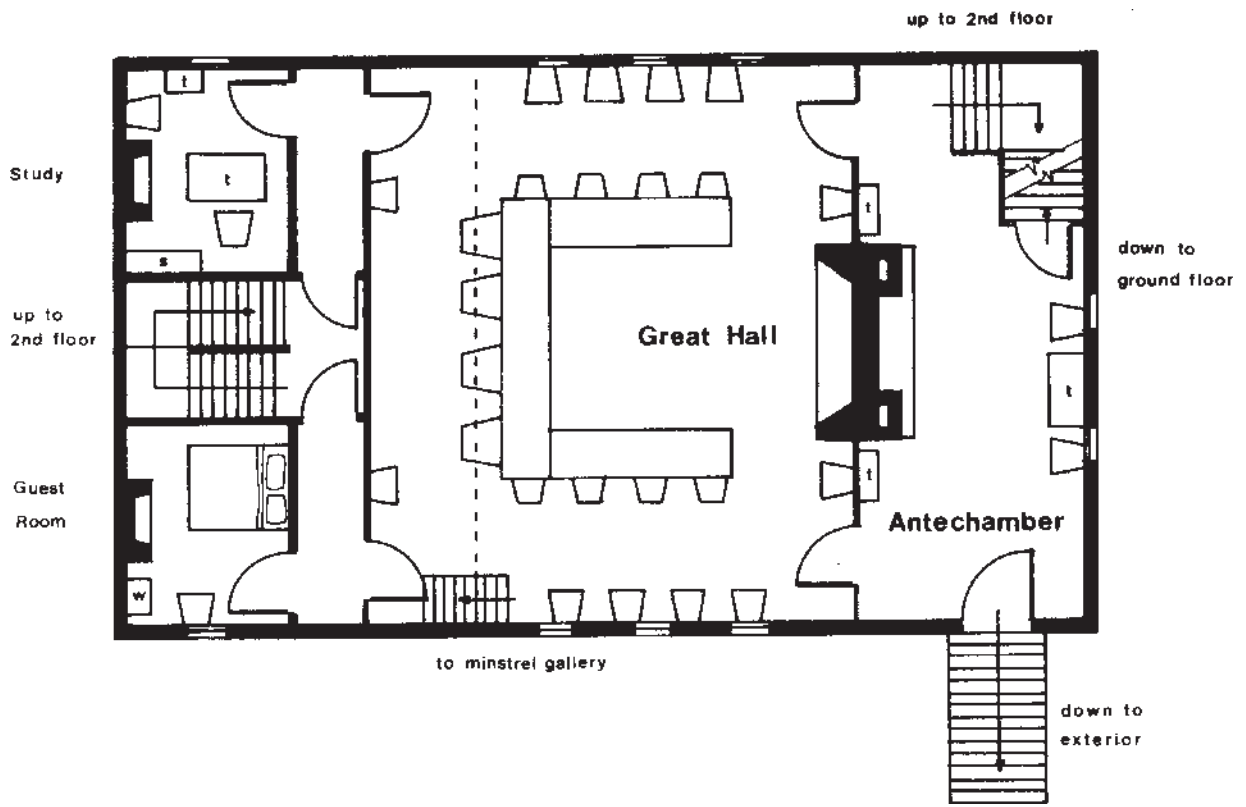 up to 2nd floor
t
Study
t
t
s
down to
ground floor
up to
2nd floor
Great Hall
t
Guest
Room
t
Antechamber
w
to minstrel gallery
down to
exterior